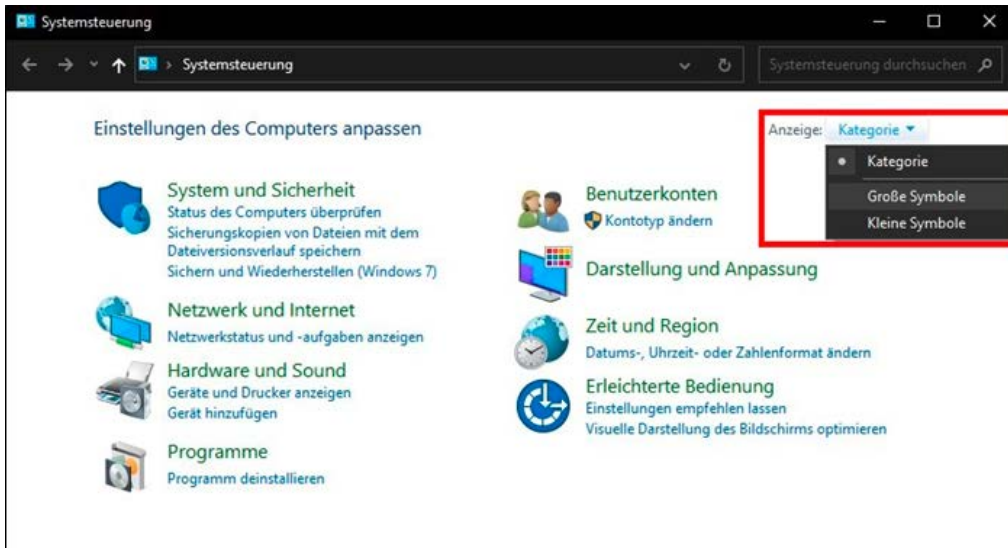 Systemsteuerung
Systemsteuerung
Systemsteuerung durchsuchen
Einstellungen des Computers anpassen
Anzeige: Kategorie
Kategorie
Große Symbole
Kleine Symbole
System und Sicherheit
Status des Computers überprüfen
Sicherungskopien von Dateien mit dem
Dateiversionsverlauf speichern
Sichern und Wiederherstellen (Windows 7)
Netzwerk und Internet
Netzwerkstatus und -aufgaben anzeigen
Hardware und Sound
Geräte und Drucker anzeigen
Gerät hinzufügen
Programme
Programm deinstallieren
Benutzerkonten
Kontotyp ändern
Darstellung und Anpassung
Zeit und Region
Datums-, Uhrzeit- oder Zahlenformat ändern
Erleichterte Bedienung
Einstellungen empfehlen lassen
Visuelle Darstellung des Bildschirms optimieren